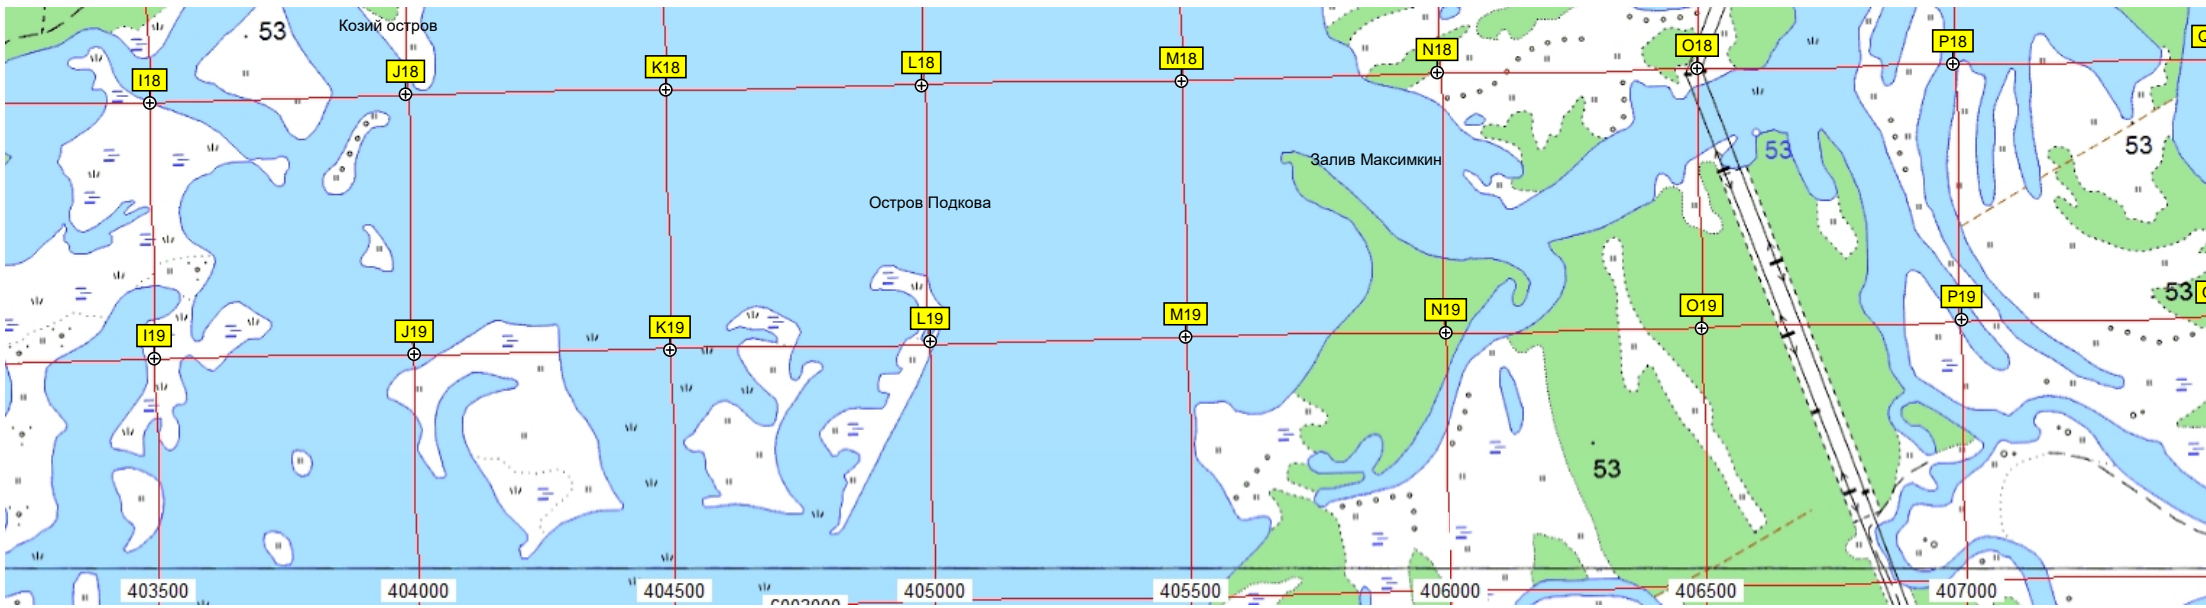 Козий остров
53
I18
J18
K18
L18
M18
N18
O18
P18
Залив Максимкин
53
53
Остров Подкова
I19
J19
K19
L19
M19
N19
O19
P19
53
53
403500
404000
404500
405000
405500
406000
406500
407000